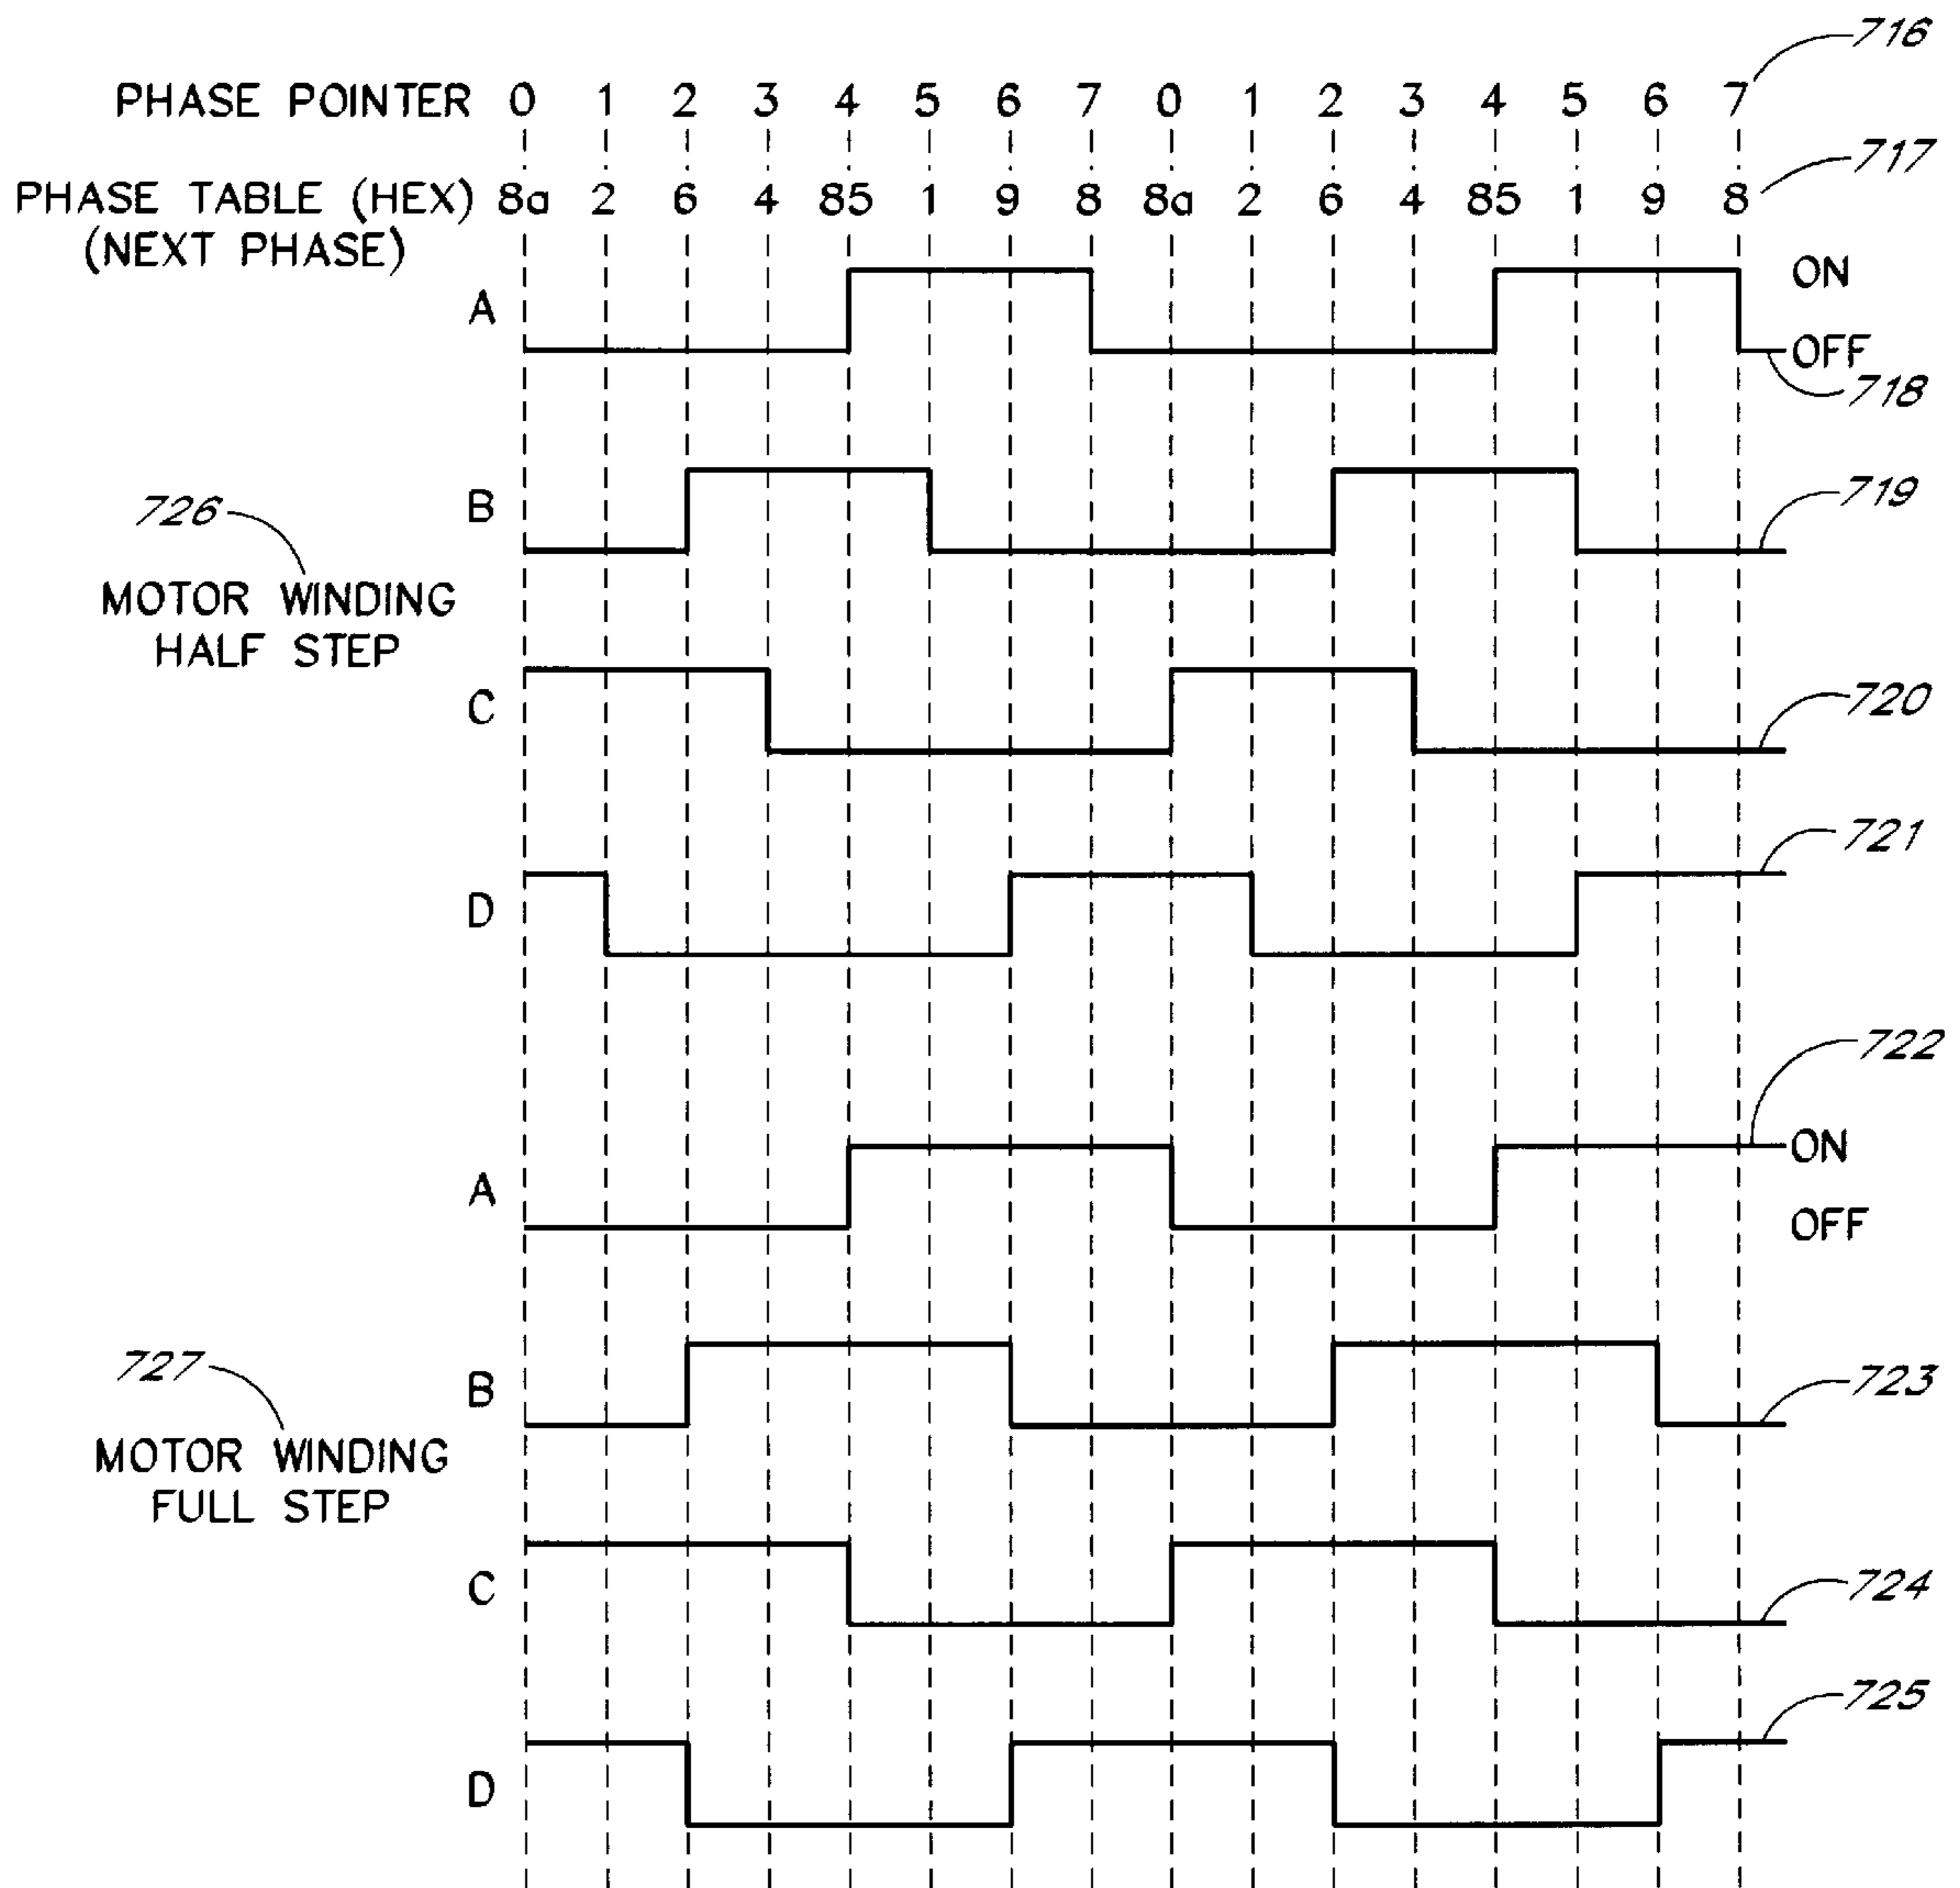 716
PHASE POINTER 0 1 2 3 4 5 6 7 0 1 2 3 4 5 6 7
717
PHASE TABLE (HEX) 8a 2 6 4 85 1 9 8 8a 2 6 4 85 1 9 8
(NEXT PHASE)
ON
A
OFF
718
719
B
726
MOTOR WINDING
HALF STEP
C
720
721
D
722
ON
A
OFF
723
B
727
MOTOR WINDING
FULL STEP
C
724
725
D